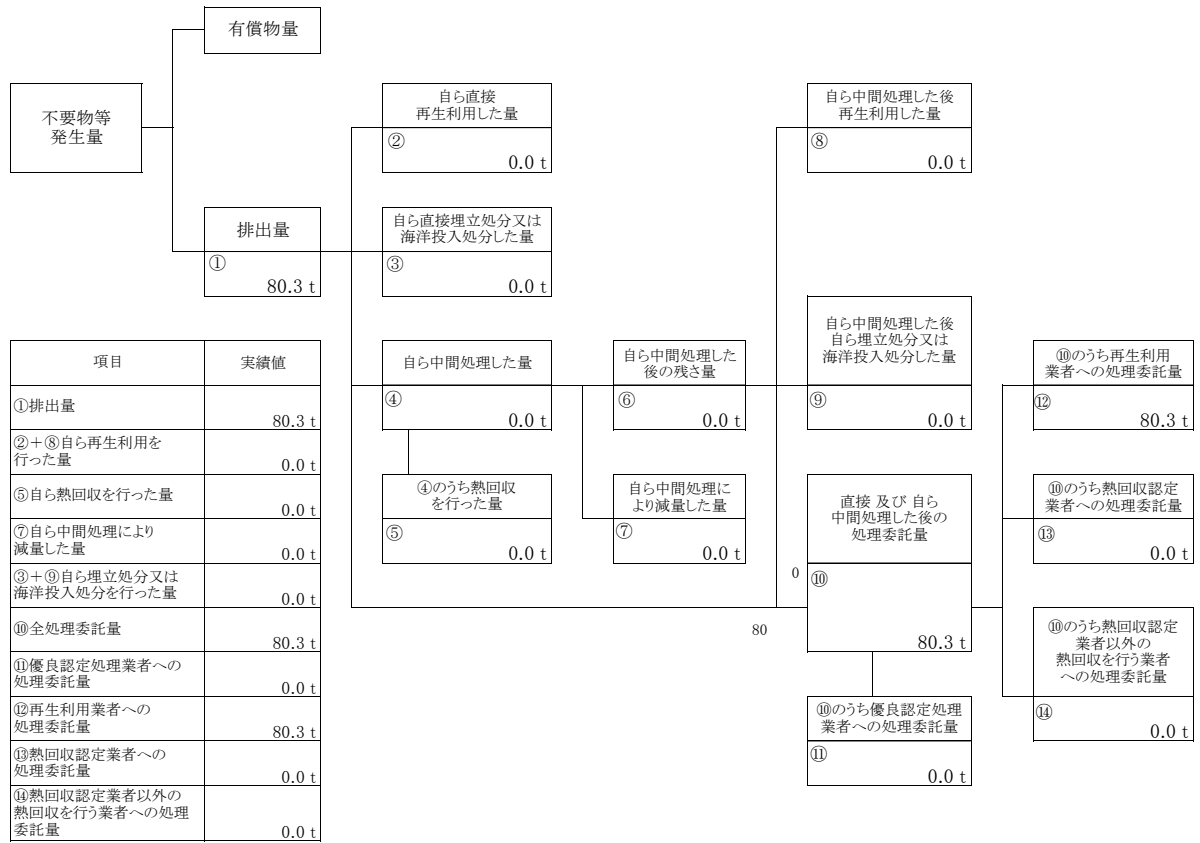 有償物量
不要物等
発生量
自ら直接
再生利用した量
②
0.0 t
自ら中間処理した後
再生利用した量
⑧
0.0 t
排出量
①
80.3 t
自ら直接埋立処分又は
海洋投入処分した量
③
0.0 t
自ら中間処理した量
④
0.0 t
自ら中間処理した
後の残さ量
⑥
0.0 t
自ら中間処理した後
自ら埋立処分又は
海洋投入処分した量
⑨
0.0 t
⑩のうち再生利用
業者への処理委託量
⑫
80.3 t
④のうち熱回収
を行った量
⑤
0.0 t
自ら中間処理に
より減量した量
⑦
0.0 t
直接 及び 自ら
中間処理した後の
処理委託量
0
⑩
80
80.3 t
⑩のうち熱回収認定
業者への処理委託量
⑬
0.0 t
⑩のうち熱回収認定
業者以外の
熱回収を行う業者
への処理委託量
⑭
0.0 t
⑩のうち優良認定処理
業者への処理委託量
⑪
0.0 t
項目 実績値
①排出量
80.3 t
②+⑧自ら再生利用を
行った量
0.0 t
⑤自ら熱回収を行った量
0.0 t
⑦自ら中間処理により
減量した量
0.0 t
③+⑨自ら埋立処分又は
海洋投入処分を行った量
0.0 t
⑩全処理委託量
80.3 t
⑪優良認定処理業者への
処理委託量
0.0 t
⑫再生利用業者への
処理委託量
80.3 t
⑬熱回収認定業者への
処理委託量
0.0 t
⑭熱回収認定業者以外の
熱回収を行う業者への処理
委託量
0.0 t